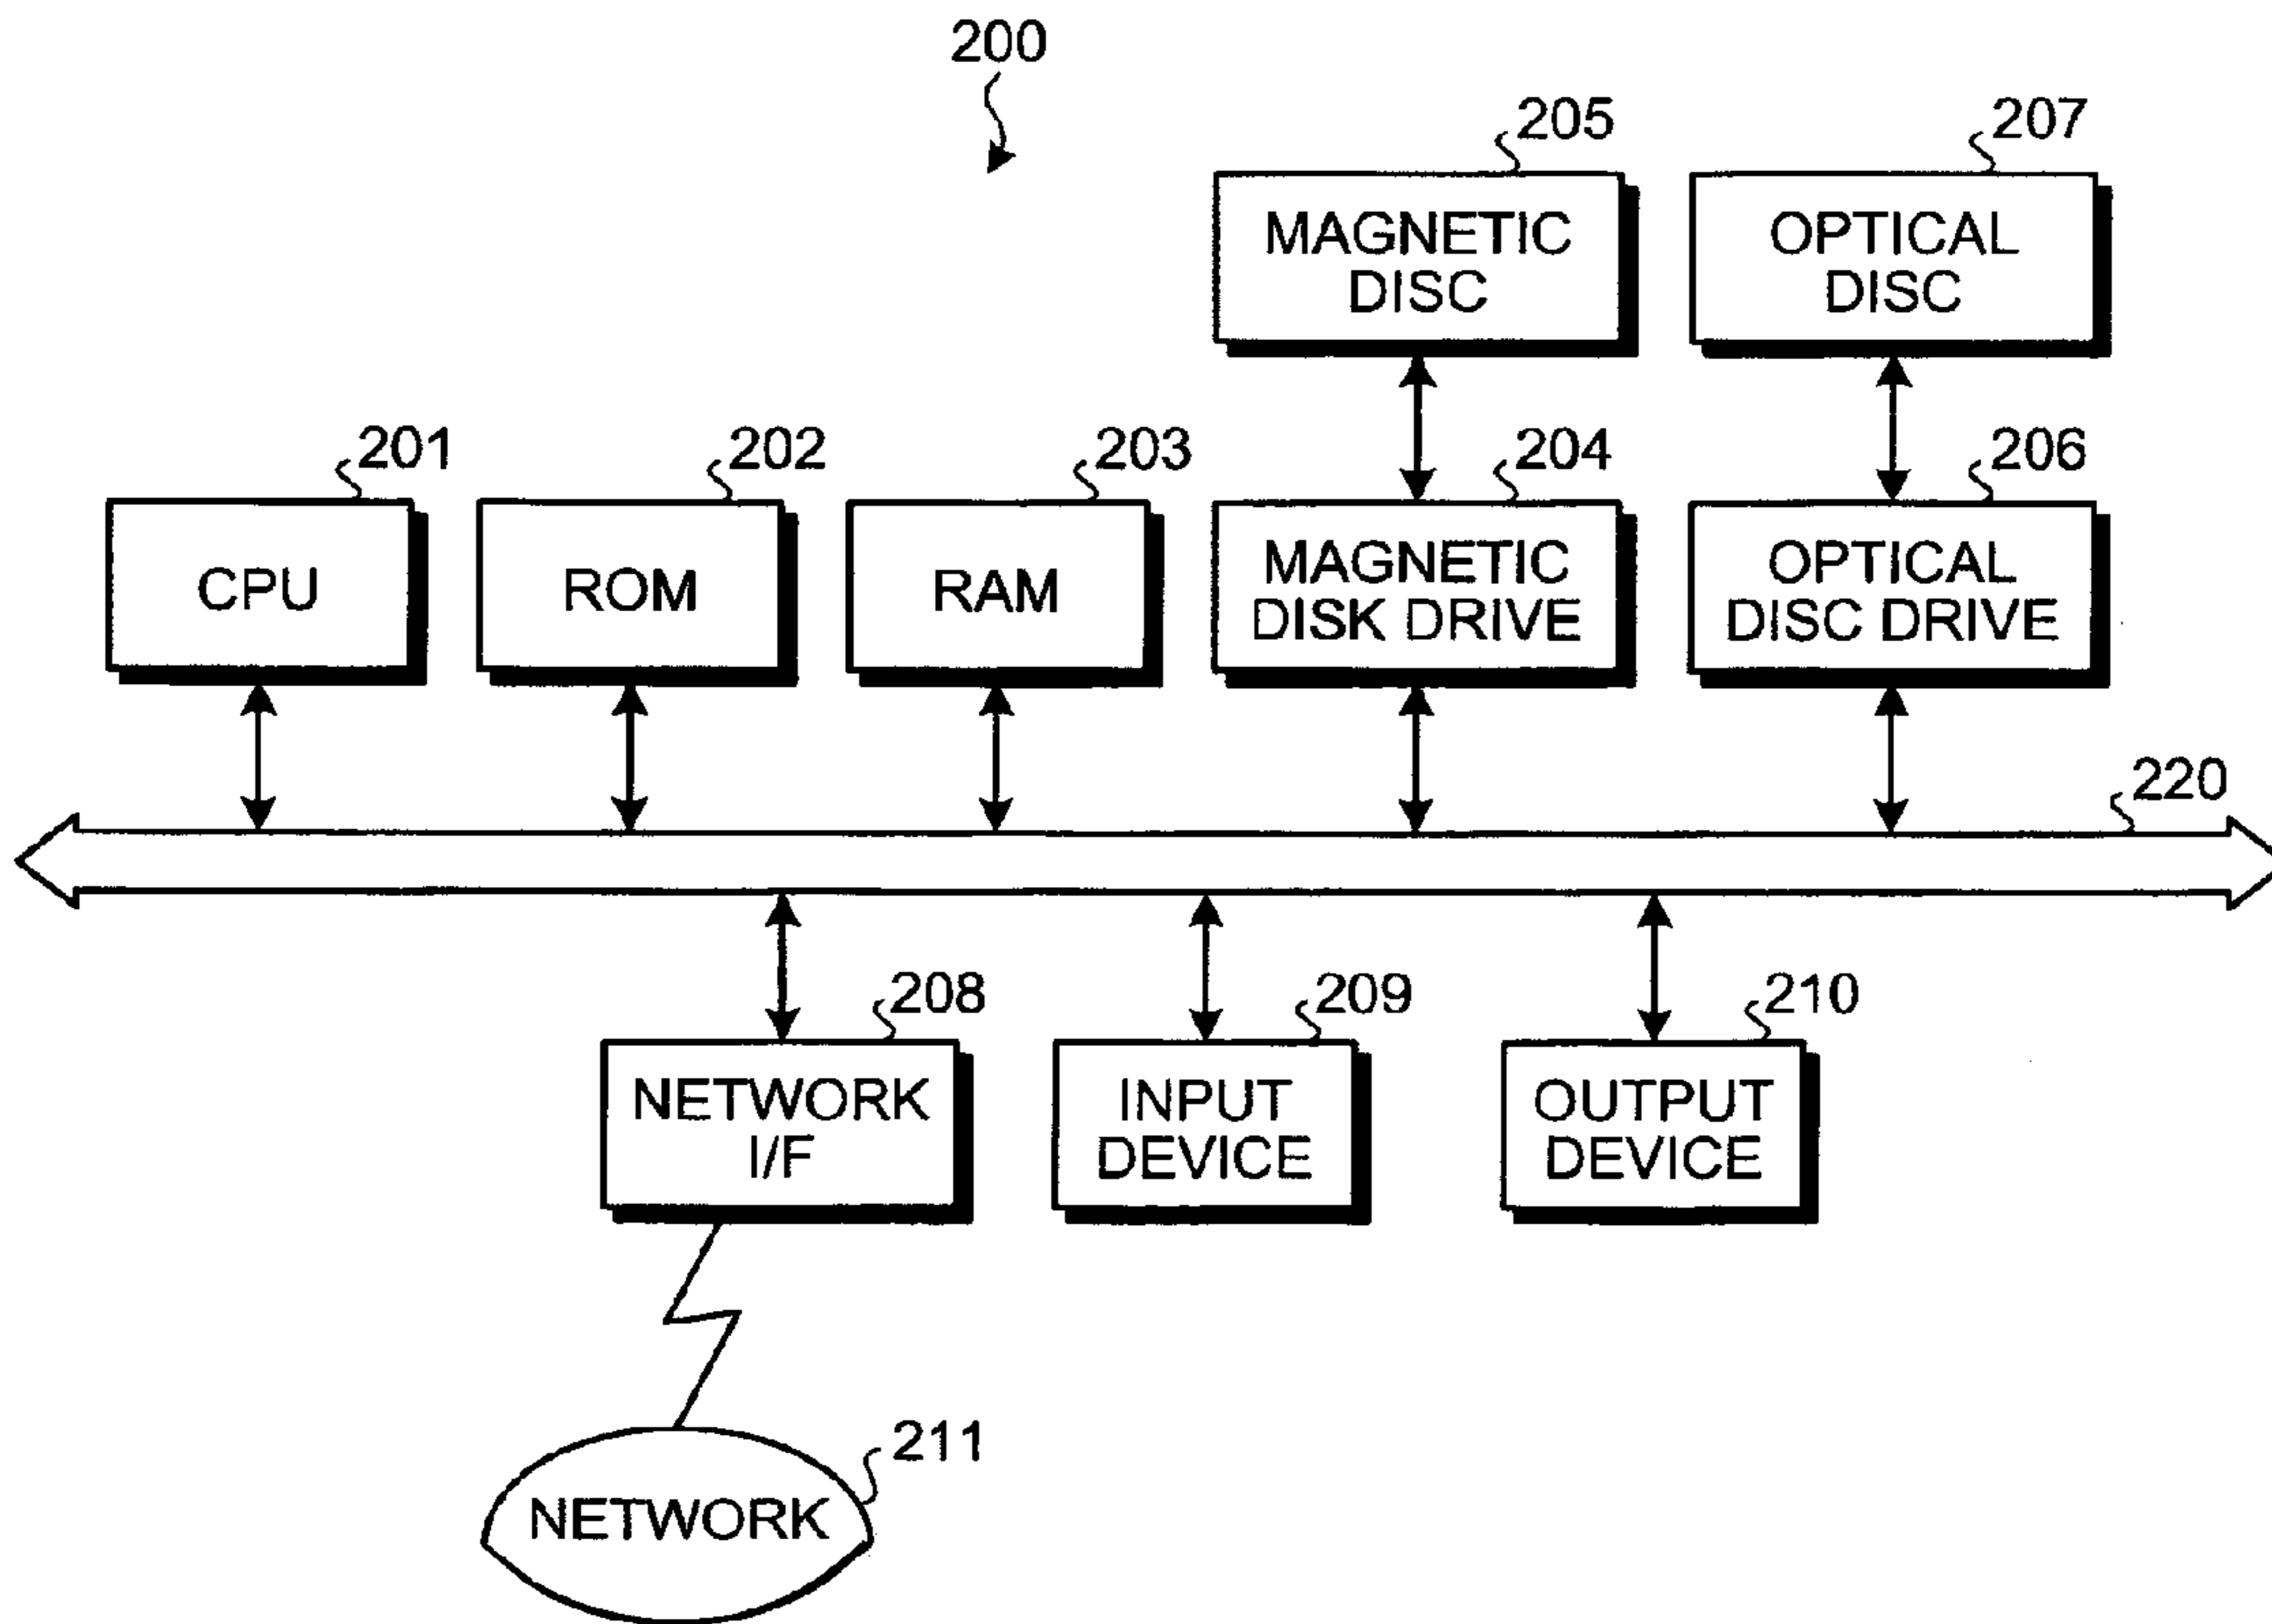 200
205
207
MAGNETIC
DISC
OPTICAL
DISC
201
202
203
204
206
CPU
ROM
RAM
MAGNETIC
DISK DRIVE
OPTICAL
DISC DRIVE
220
208
209
210
NETWORK
I/F
INPUT
DEVICE
OUTPUT
DEVICE
211
NETWORK